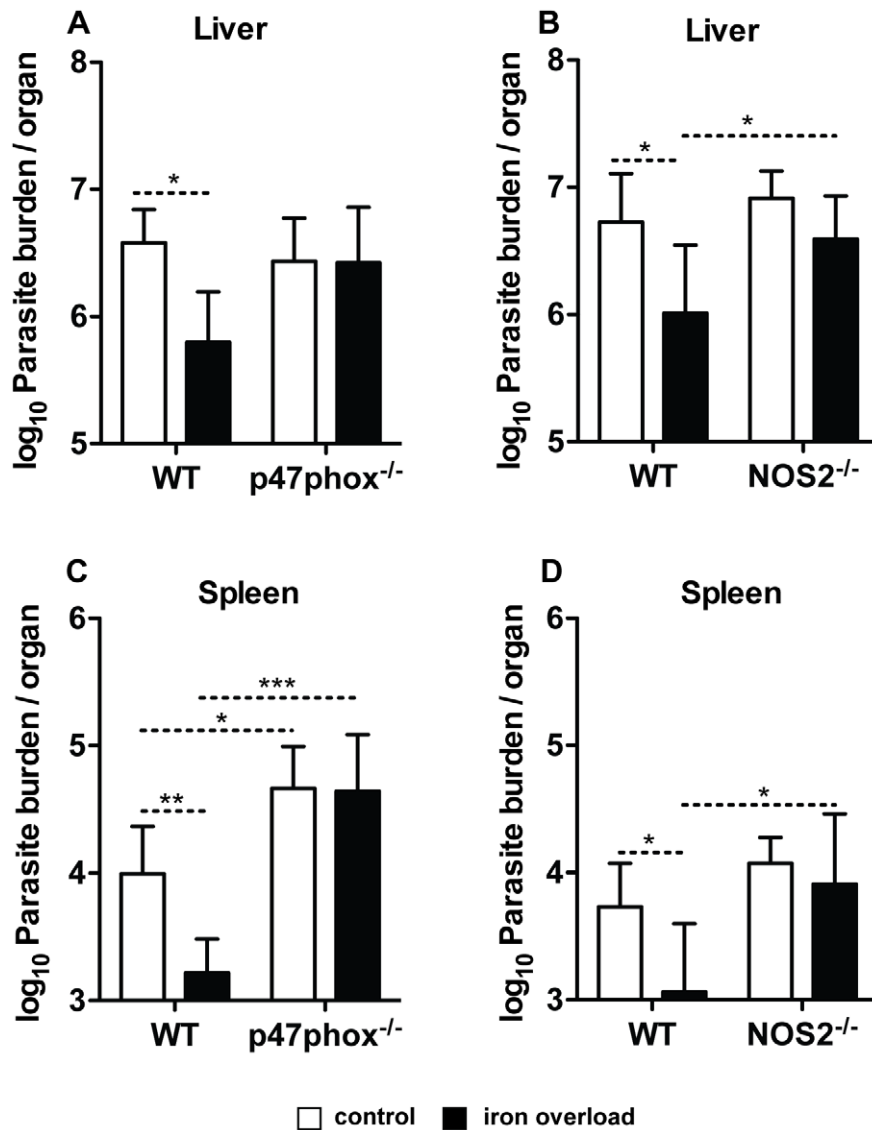 A
Liver
log₁₀ Parasite burden / organ
8
7
6
5
*
WT
p47phox⁻/⁻
B
Liver
log₁₀ Parasite burden / organ
8
7
6
5
*
*
WT
NOS2⁻/⁻
C
Spleen
log₁₀ Parasite burden / organ
6
5
4
3
***
*
**
WT
p47phox⁻/⁻
D
Spleen
log₁₀ Parasite burden / organ
6
5
4
3
*
*
WT
NOS2⁻/⁻
control iron overload